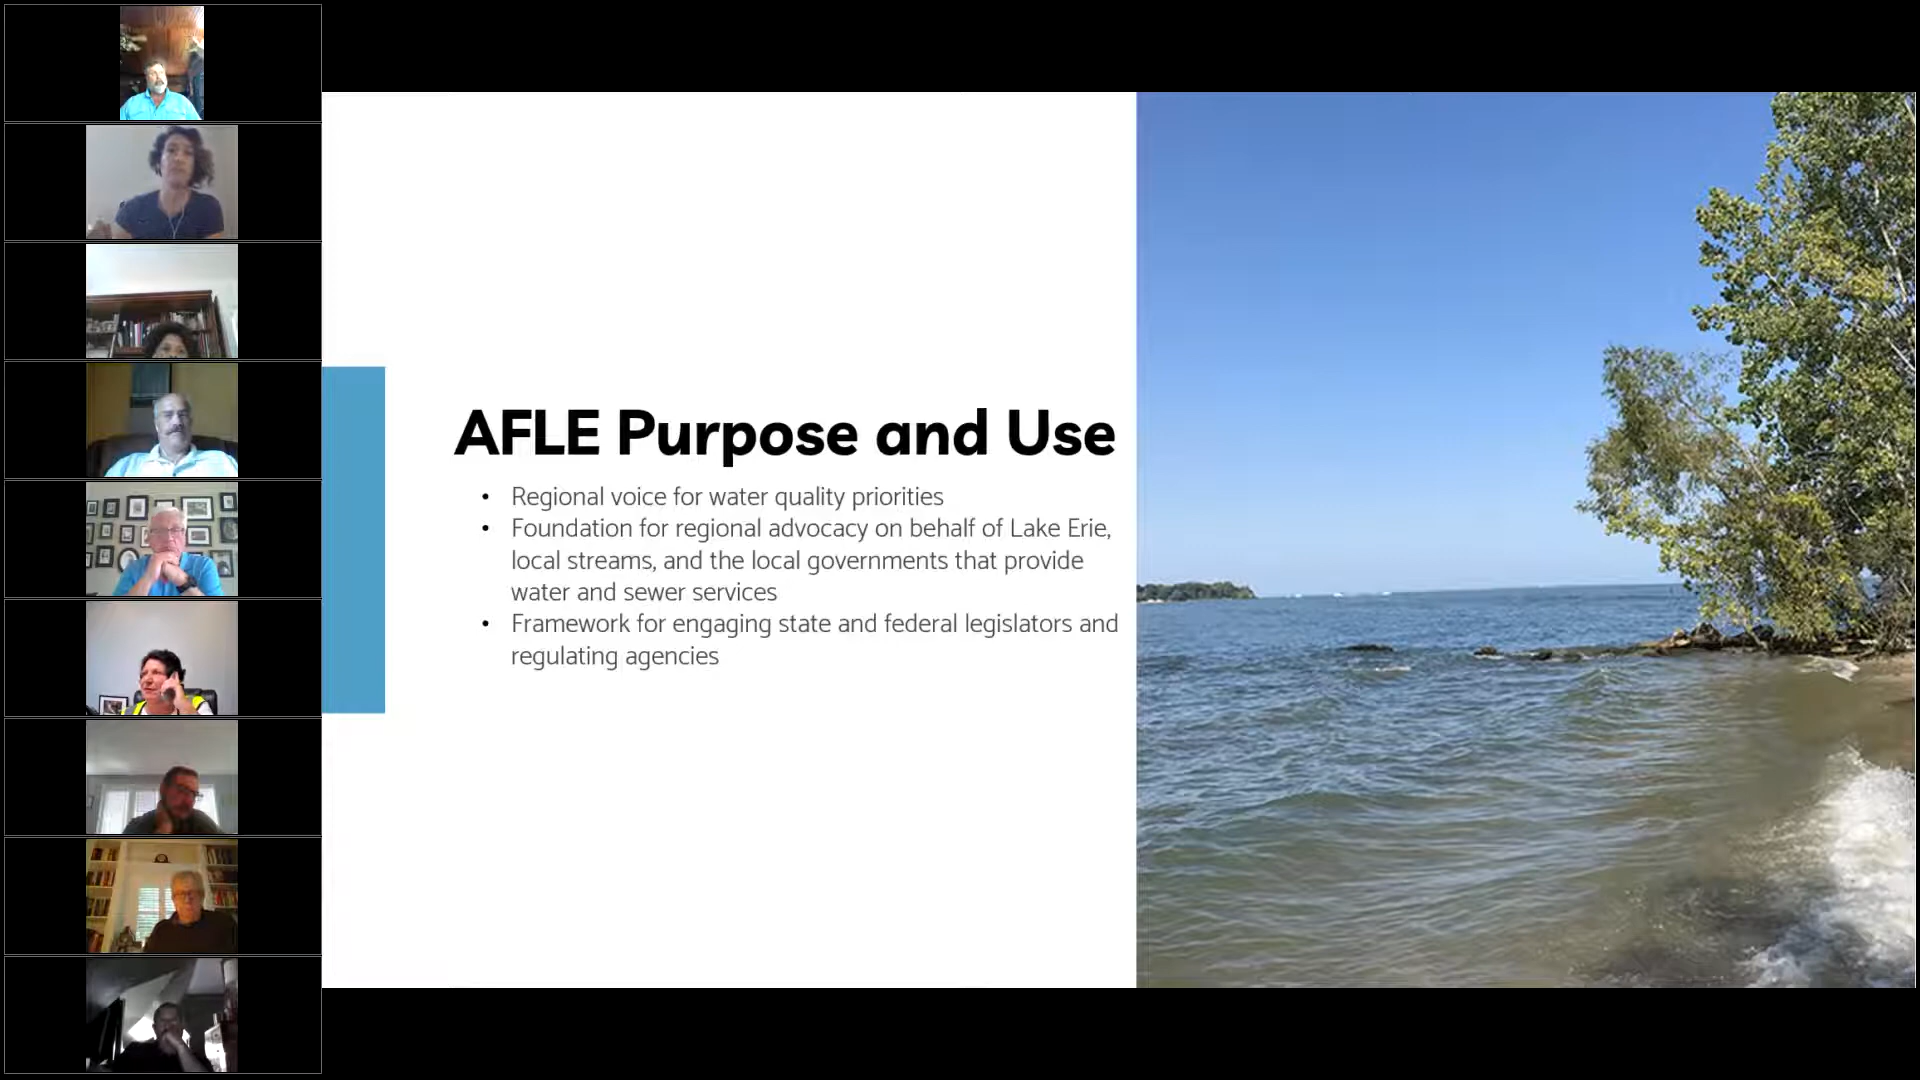 AFLE Purpose and Use
• Regional voice for water quality priorities
• Foundation for regional advocacy on behalf of Lake Erie,
local streams, and the local governments that provide
water and sewer services
• Framework for engaging state and federal legislators and
regulating agencies